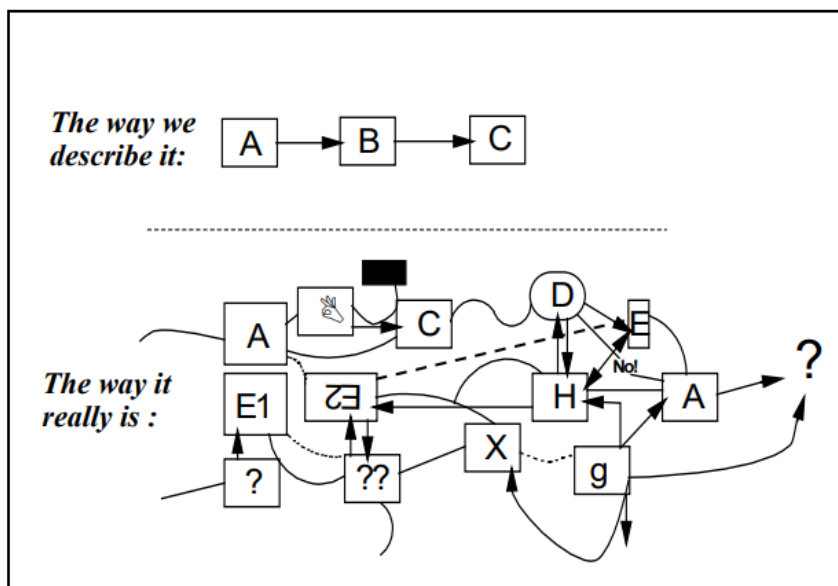 The way we
describe it:
A
B
C
D
A
C
E
No!
?
The way it
really is :
E1
E2
H
A
X
?
??
g